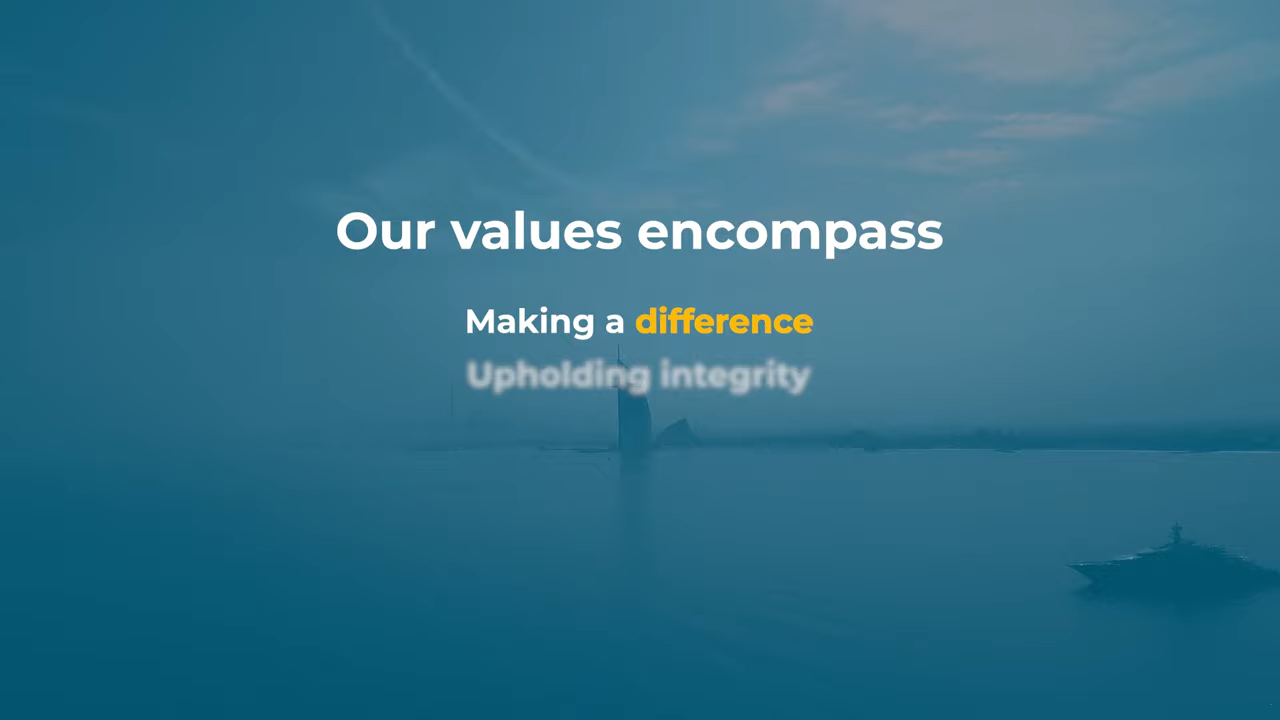 Our values encompass
Making a difference
Upholding integrity